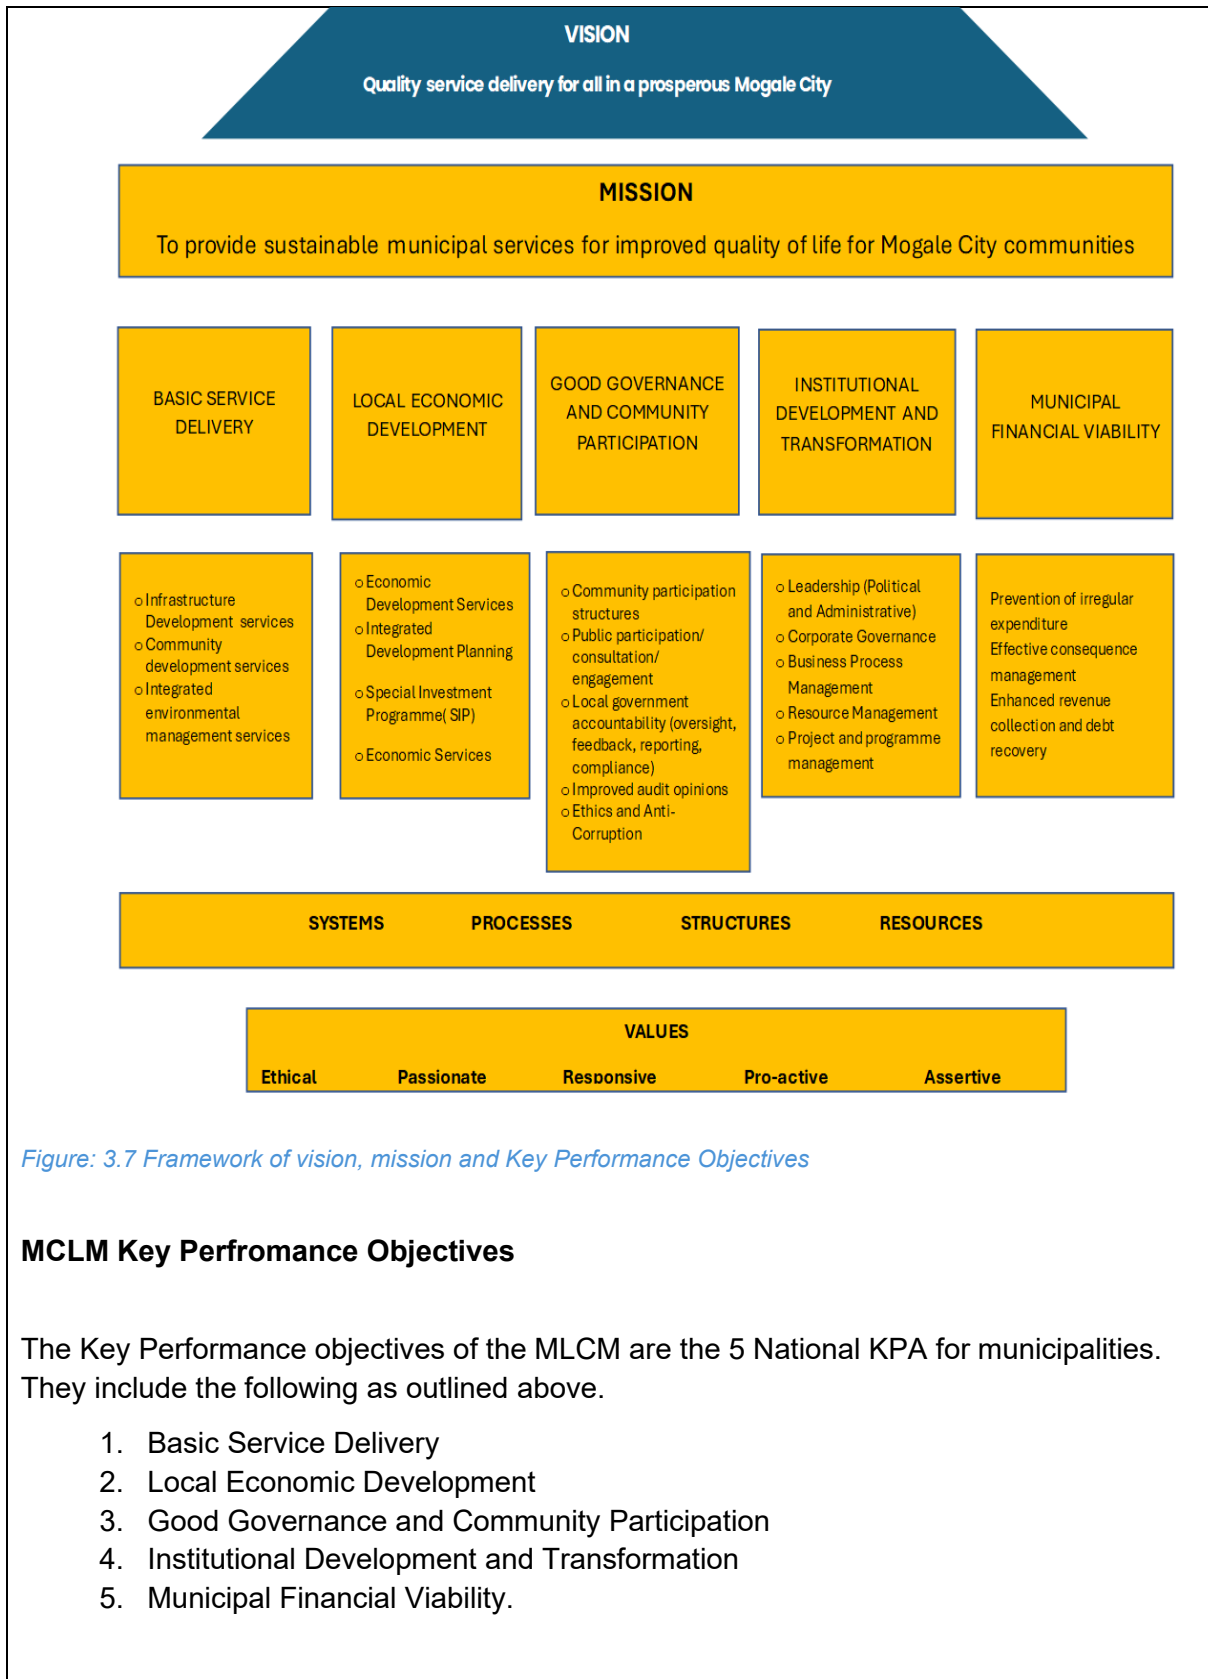 VISION
Quality service delivery for all in a prosperous Mogale City
MISSION
To provide sustainable municipal services for improved quality of life for Mogale City communities
BASIC SERVICE
DELIVERY
LOCAL ECONOMIC
DEVELOPMENT
GOOD GOVERNANCE
AND COMMUNITY
PARTICIPATION
INSTITUTIONAL
DEVELOPMENT AND
TRANSFORMATION
MUNICIPAL
FINANCIAL VIABILITY
o Infrastructure
Development services
o Community
development services
o Integrated
environmental
management services
o Economic
Development Services
o Integrated
Development Planning
o Special Investment
Programme( SIP)
o Economic Services
o Community participation
structures
o Public participation/
consultation/
engagement
o Local government
accountability (oversight,
feedback, reporting,
compliance)
o Improved audit opinions
o Ethics and Anti-
Corruption
o Leadership (Political
and Administrative)
o Corporate Governance
o Business Process
Management
o Resource Management
o Project and programme
management
Prevention of irregular
expenditure
Effective consequence
management
Enhanced revenue
collection and debt
recovery
SYSTEMS PROCESSES STRUCTURES RESOURCES
VALUES
Ethical Passionate Responsive Pro-active Assertive
Figure: 3.7 Framework of vision, mission and Key Performance Objectives
MCLM Key Perfromance Objectives
The Key Performance objectives of the MLCM are the 5 National KPA for municipalities.
They include the following as outlined above.
1. Basic Service Delivery
2. Local Economic Development
3. Good Governance and Community Participation
4. Institutional Development and Transformation
5. Municipal Financial Viability.